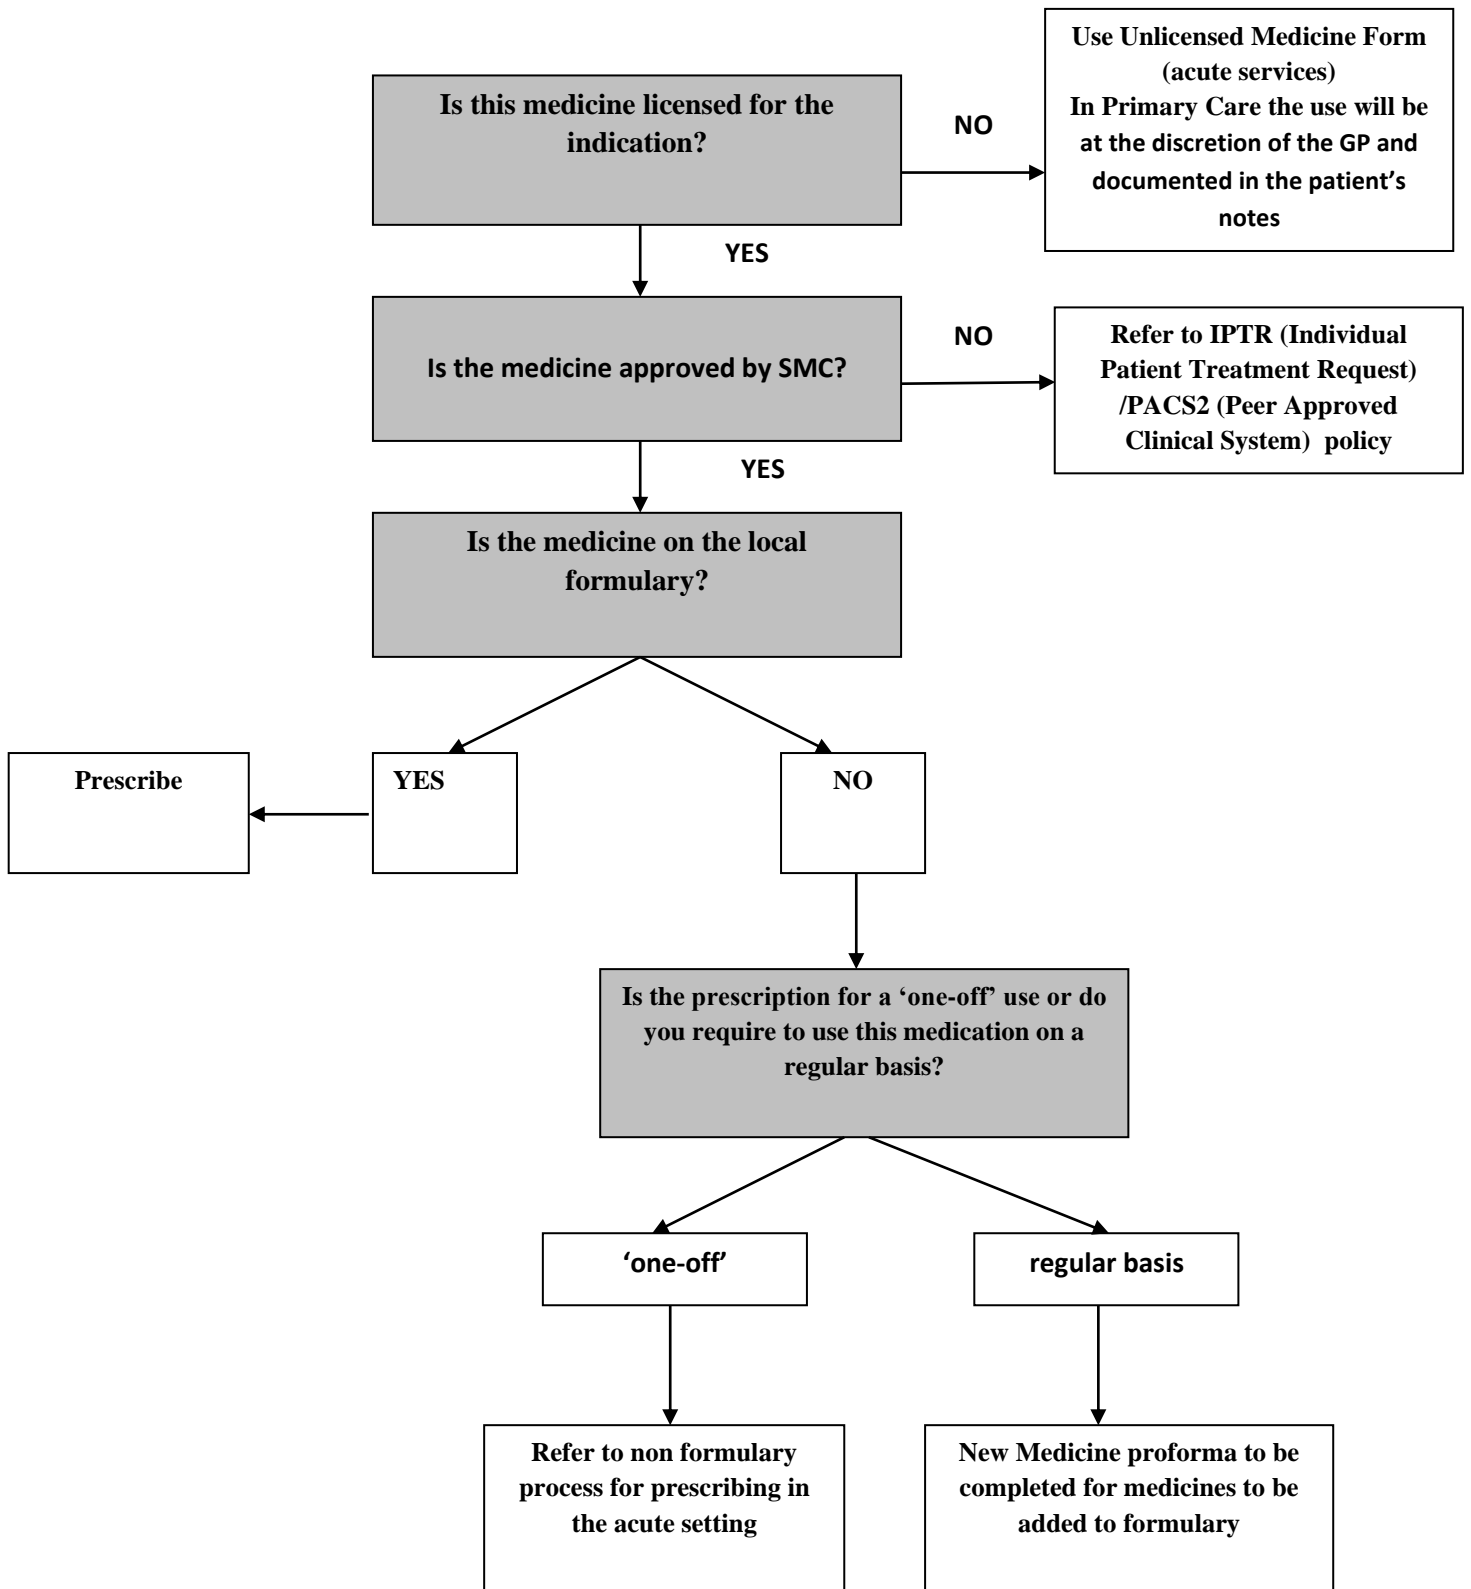 Use Unlicensed Medicine Form
(acute services)
In Primary Care the use will be
at the discretion of the GP and
documented in the patient’s
notes
Is this medicine licensed for the
indication?
NO
YES
Is the medicine approved by SMC?
NO
Refer to IPTR (Individual
Patient Treatment Request)
/PACS2 (Peer Approved
Clinical System) policy
YES
Is the medicine on the local
formulary?
Prescribe
YES
NO
Is the prescription for a ‘one-off’ use or do
you require to use this medication on a
regular basis?
‘one-off’
regular basis
Refer to non formulary
process for prescribing in
the acute setting
New Medicine proforma to be
completed for medicines to be
added to formulary